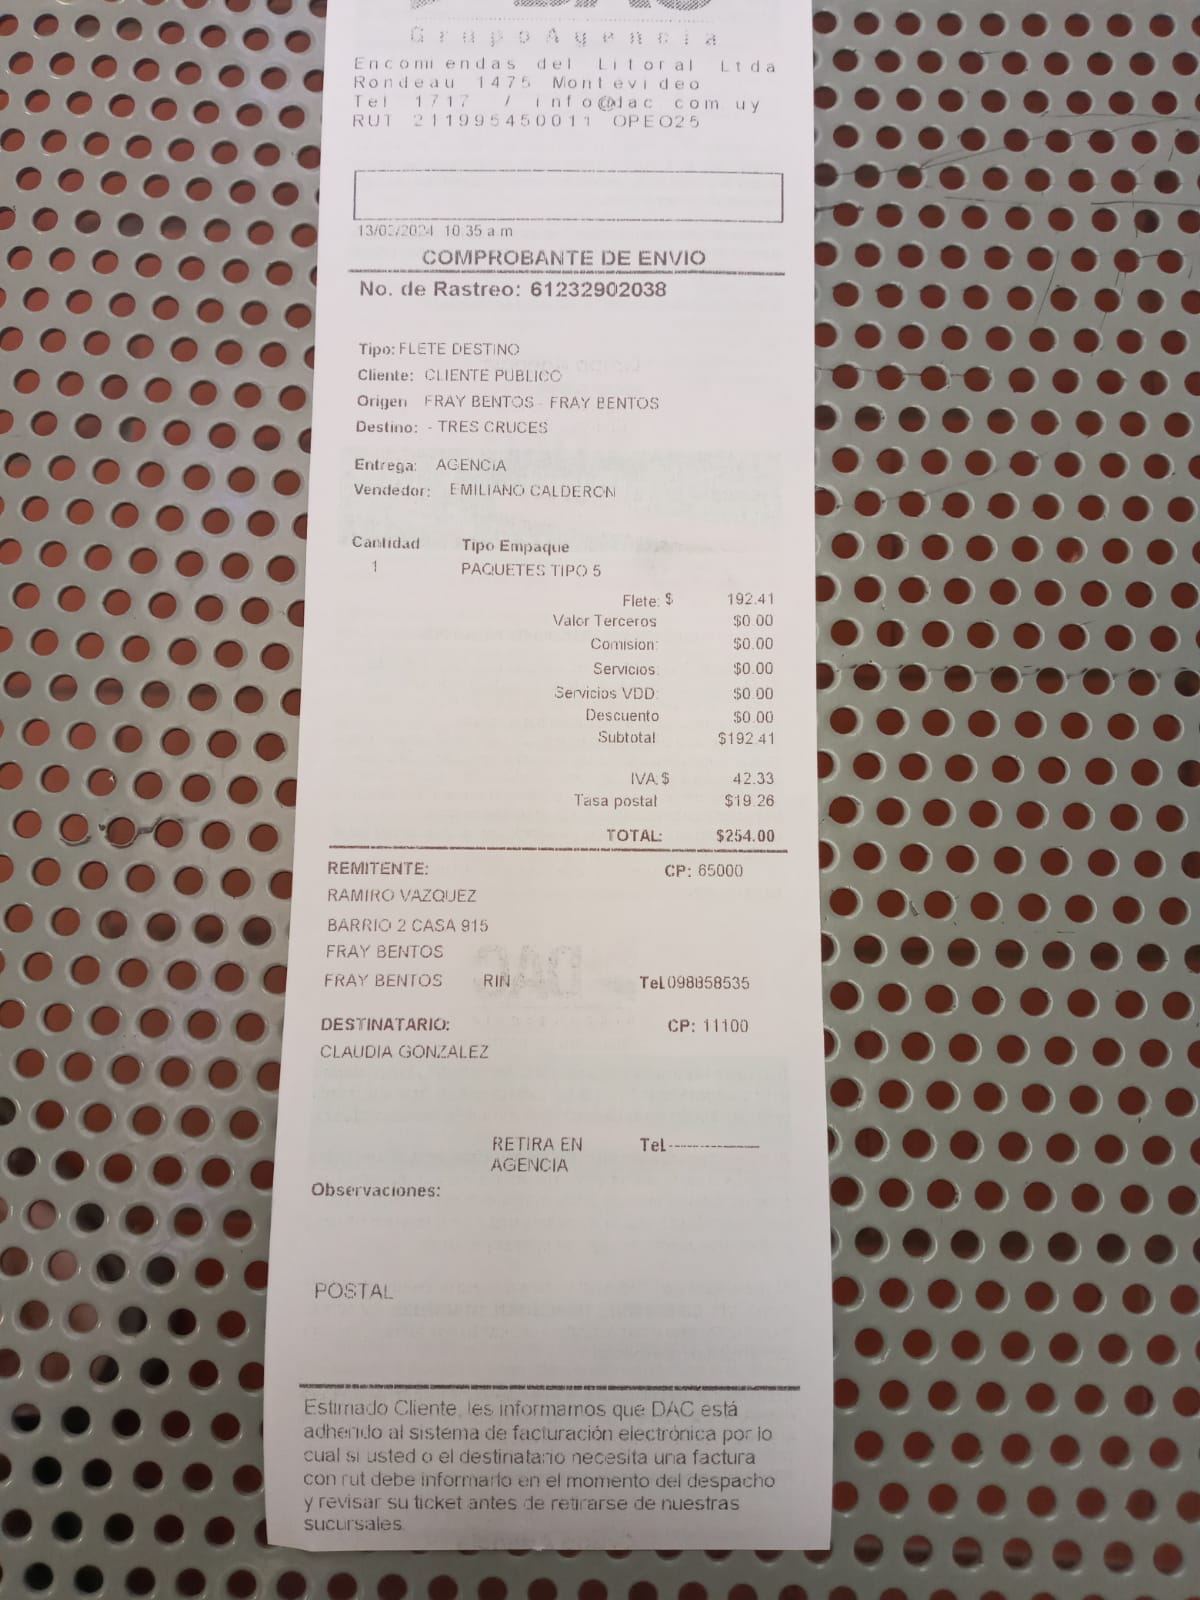 DAC
GrupoAgencia
Encomiendas del Litoral Ltda
Rondeau 1475 Montevideo
Tel 1717 / info@dac com uy
RUT 211995450011 OPEO25
10:35 a m
COMPROBANTE DE ENVIO
No. de Rastreo: 61232902038
Tipo: FLETE DESTINO
Cliente: CLIENTE PUBLICO
Origen FRAY BENTOS - FRAY BENTOS
Destino: - TRES CRUCES
Entrega: AGENCIA
Vendedor: EMILIANO CALDERON
Cantidad Tipo Empaque
1 PAQUETES TIPO 5
Flete: $ 192.41
Valor Terceros $0.00
Comision: $0.00
Servicios: $0.00
Servicios VDD: $0.00
Descuento $0.00
Subtotal $192.41
IVA: $ 42.33
Tasa postal $19.26
TOTAL: $254.00
REMITENTE: CP: 65000
RAMIRO VAZQUEZ
BARRIO 2 CASA 915
FRAY BENTOS
FRAY BENTOS RIN Tel.098858535
DESTINATARIO: CP: 11100
CLAUDIA GONZALEZ
RETIRA EN Tel.---------------
AGENCIA
Observaciones:
POSTAL
Estimado Cliente, les informamos que DAC está
adherido al sistema de facturación electrónica por lo
cual si usted o el destinatario necesita una factura
con rut debe informarlo en el momento del despacho
y revisar su ticket antes de retirarse de nuestras
sucursales.